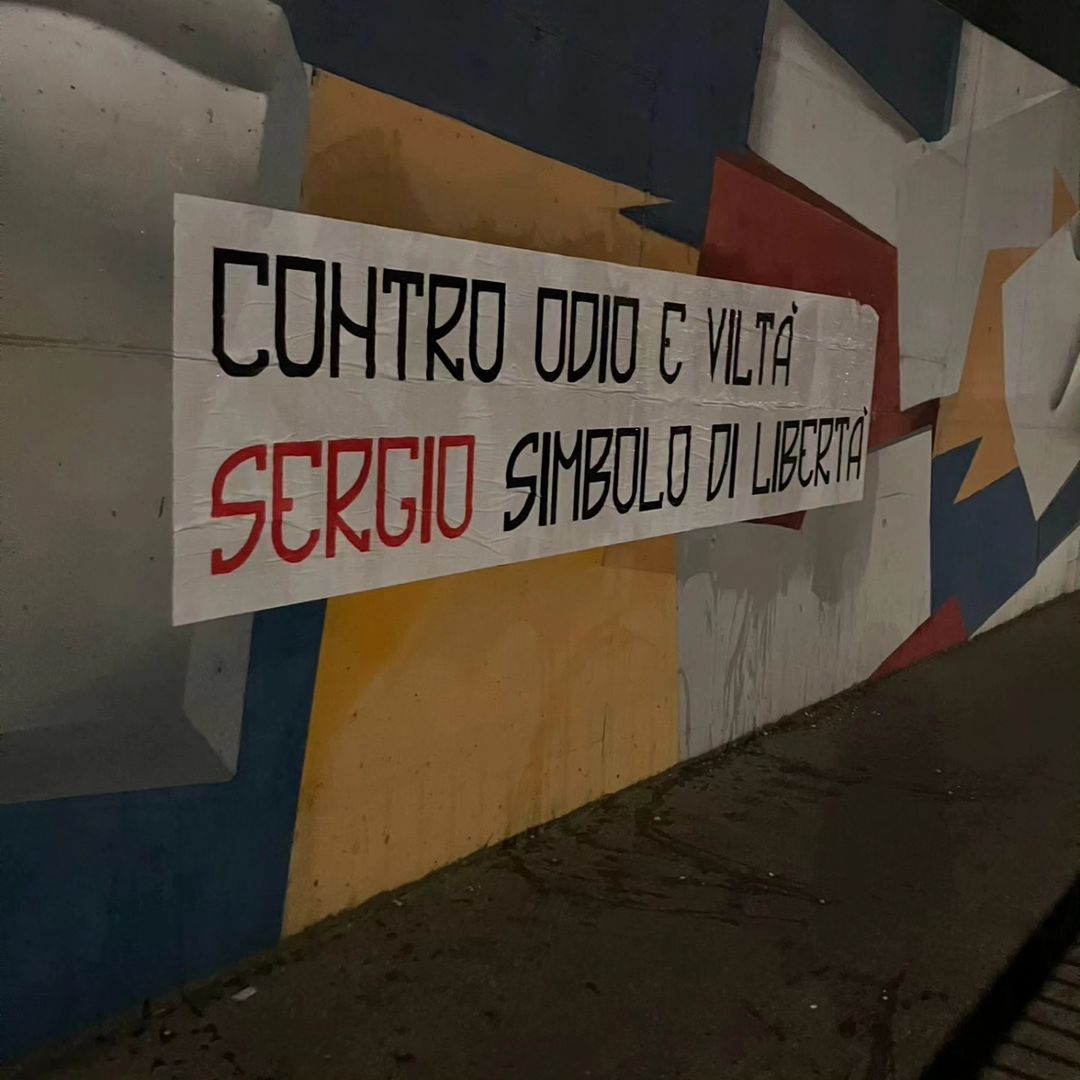 CONTRO ODIO E VILTÀ
SERGIO SIMBOLO DI LIBERTÀ